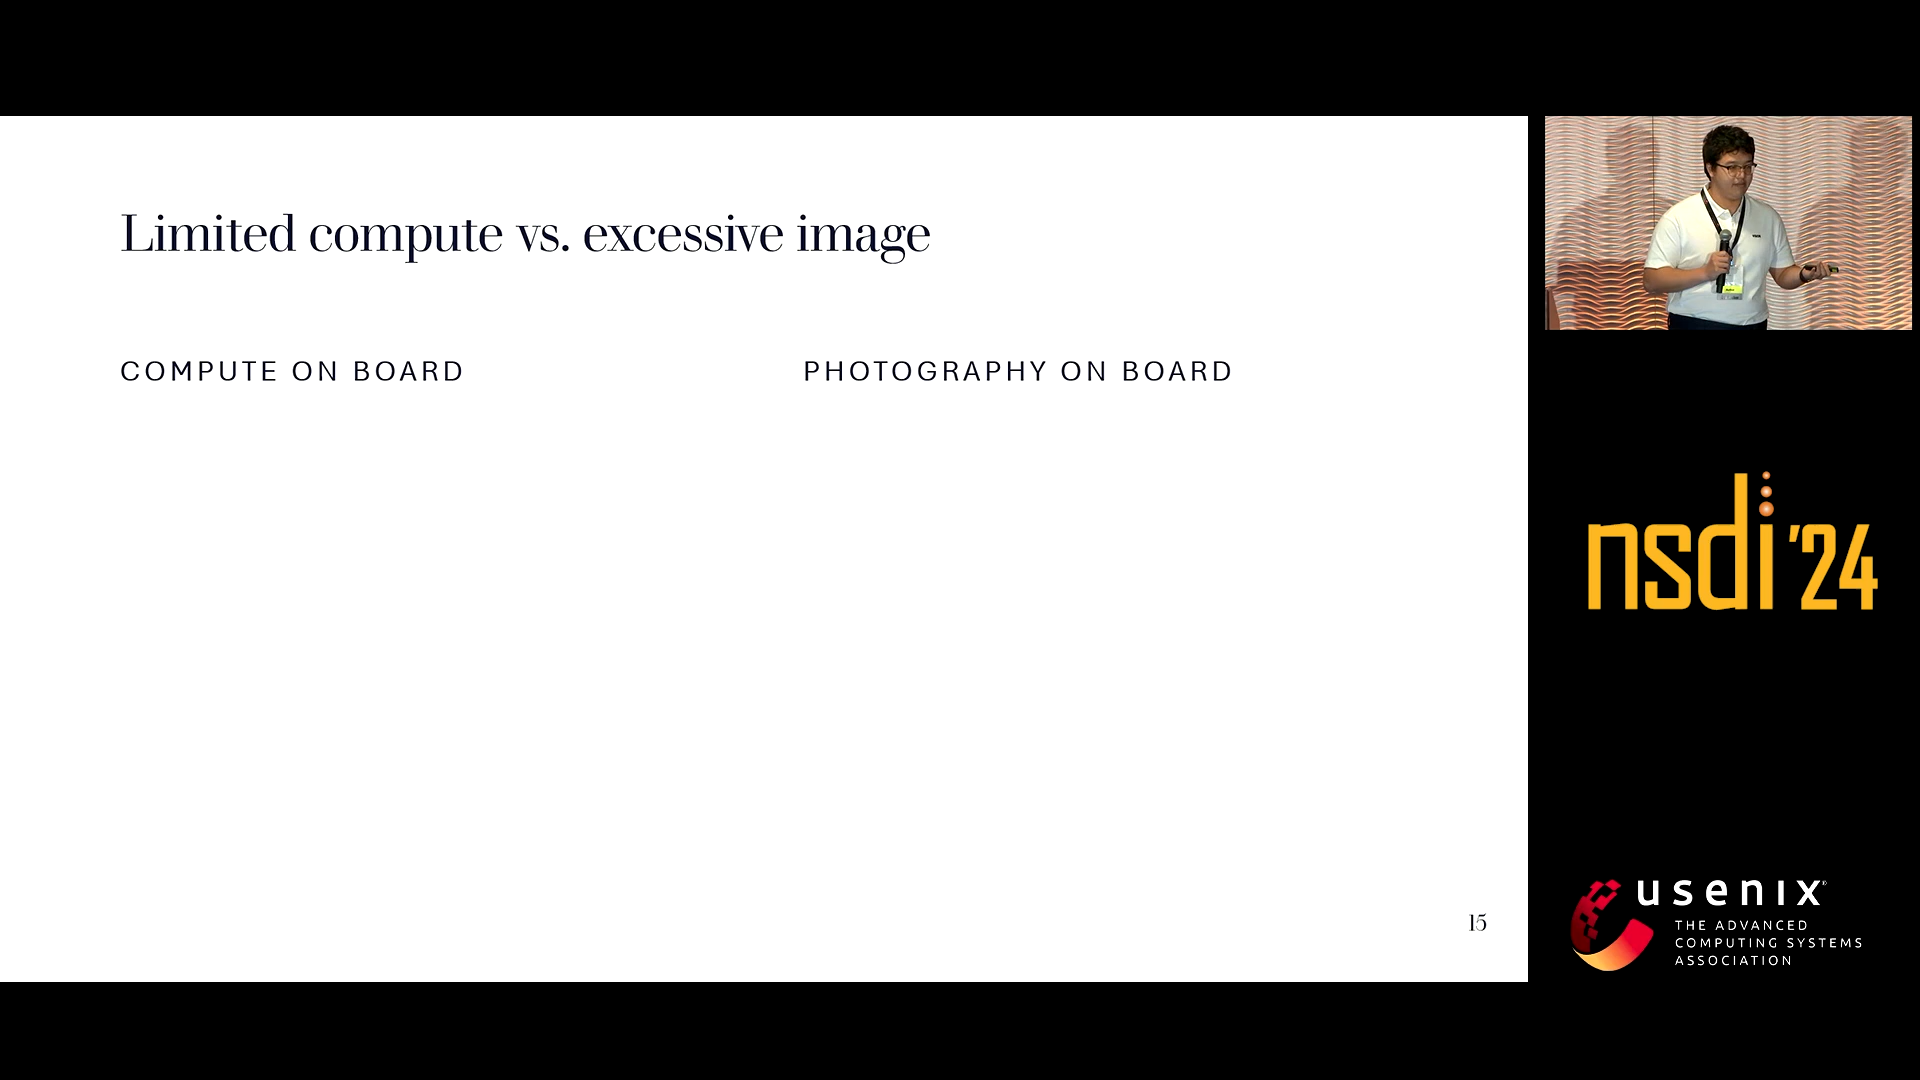 Limited compute vs. excessive image
COMPUTE ON BOARD
PHOTOGRAPHY ON BOARD
15
nsdi '24
usenix
THE ADVANCED
COMPUTING SYSTEMS
ASSOCIATION